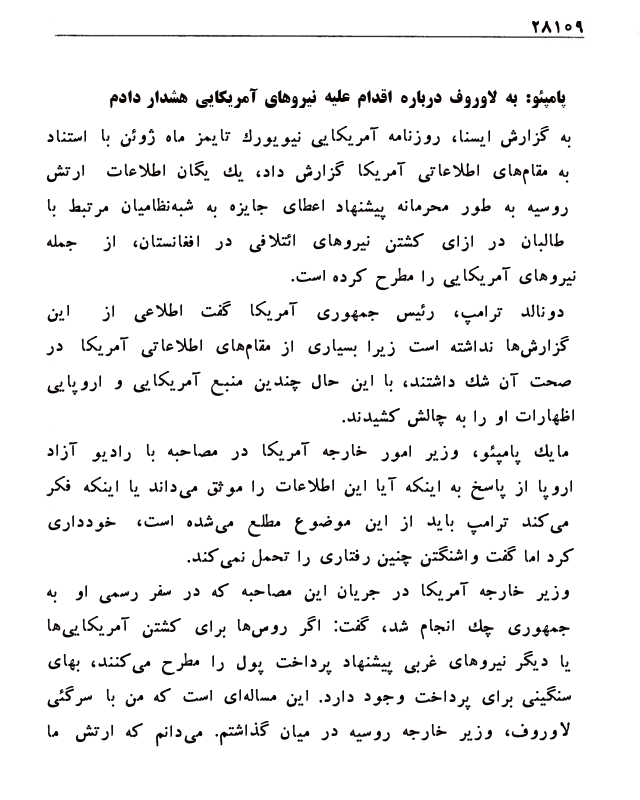 ۲۸۱۰۹
پامپئو: به لاوروف درباره اقدام علیه نیروهای آمریکایی هشدار دادم
به گزارش ایسنا، روزنامه آمریکایی نیویورك تایمز ماه ژوئن با استناد
به مقام‌های اطلاعاتی آمریکا گزارش داد، یك یگان اطلاعات ارتش
روسیه به طور محرمانه پیشنهاد اعطای جایزه به شبه‌نظامیان مرتبط با
طالبان در ازای کشتن نیروهای ائتلافی در افغانستان، از جمله
نیروهای آمریکایی را مطرح کرده است.
دونالد ترامپ، رئیس جمهوری آمریکا گفت اطلاعی از این
گزارش‌ها نداشته است زیرا بسیاری از مقام‌های اطلاعاتی آمریکا در
صحت آن شك داشتند، با این حال چندین منبع آمریکایی و اروپایی
اظهارات او را به چالش کشیدند.
مایك پامپئو، وزیر امور خارجه آمریکا در مصاحبه با رادیو آزاد
اروپا از پاسخ به اینکه آیا این اطلاعات را موثق می‌داند یا اینکه فکر
می‌کند ترامپ باید از این موضوع مطلع می‌شده است، خودداری
کرد اما گفت واشنگتن چنین رفتاری را تحمل نمی‌کند.
وزیر خارجه آمریکا در جریان این مصاحبه که در سفر رسمی او به
جمهوری چك انجام شد، گفت: اگر روس‌ها برای کشتن آمریکایی‌ها
یا دیگر نیروهای غربی پیشنهاد پرداخت پول را مطرح می‌کنند، بهای
سنگینی برای پرداخت وجود دارد. این مساله‌ای است که من با سرگئی
لاوروف، وزیر خارجه روسیه در میان گذاشتم. می‌دانم که ارتش ما